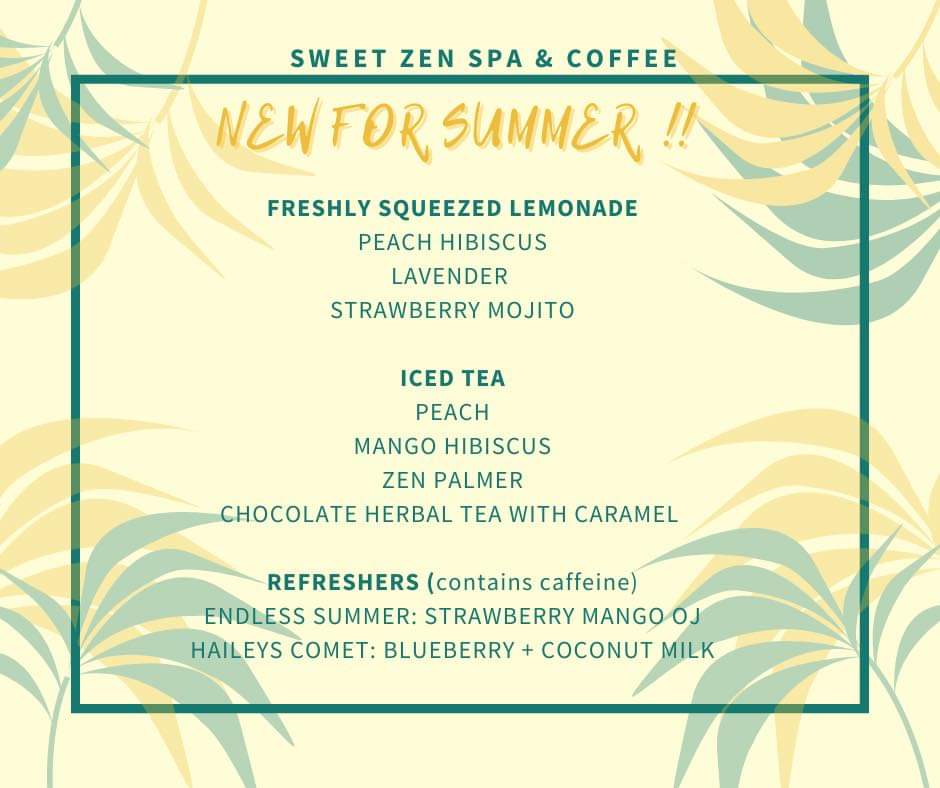 SWEET ZEN SPA & COFFEE
NEW FOR SUMMER !!
FRESHLY SQUEEZED LEMONADE
PEACH HIBISCUS
LAVENDER
STRAWBERRY MOJITO
ICED TEA
PEACH
MANGO HIBISCUS
ZEN PALMER
CHOCOLATE HERBAL TEA WITH CARAMEL
REFRESHERS (contains caffeine)
ENDLESS SUMMER: STRAWBERRY MANGO OJ
HAILEYS COMET: BLUEBERRY + COCONUT MILK